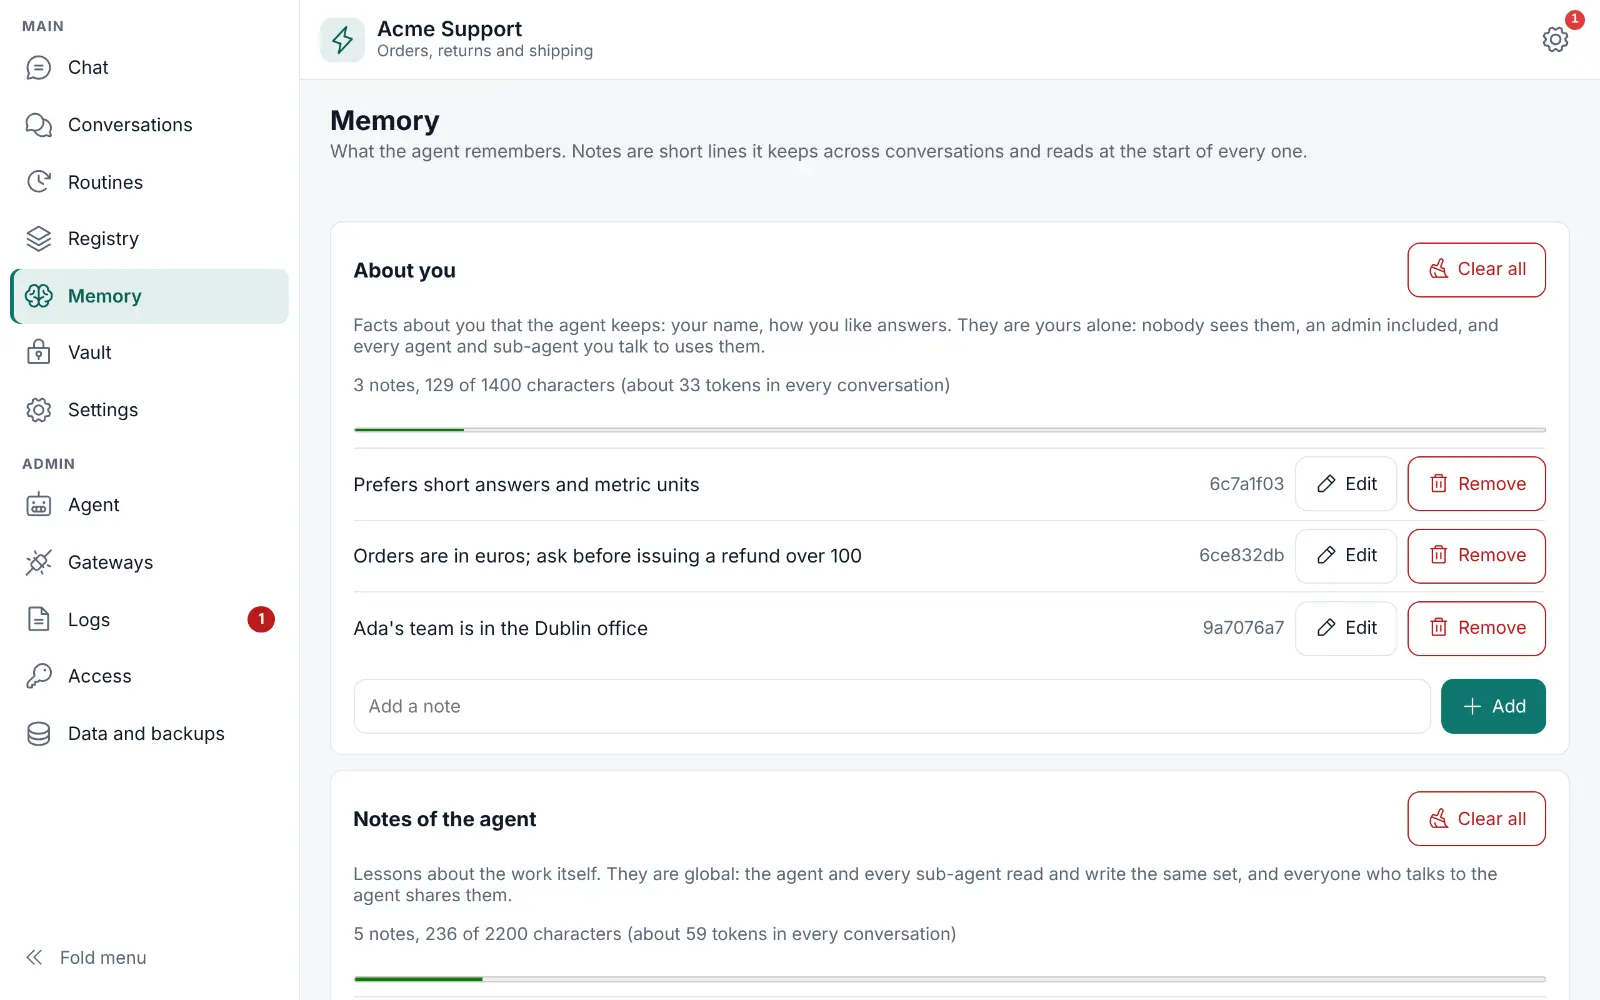 MAIN
Chat
Conversations
Routines
Registry
Memory
Vault
Settings
ADMIN
Agent
Gateways
Logs
1
Access
Data and backups
Fold menu
Acme Support
Orders, returns and shipping
1
Memory
What the agent remembers. Notes are short lines it keeps across conversations and reads at the start of every one.
About you
Clear all
Facts about you that the agent keeps: your name, how you like answers. They are yours alone: nobody sees them, an admin included, and
every agent and sub-agent you talk to uses them.
3 notes, 129 of 1400 characters (about 33 tokens in every conversation)
Prefers short answers and metric units
6c7a1f03
Edit
Remove
Orders are in euros; ask before issuing a refund over 100
6ce832db
Edit
Remove
Ada's team is in the Dublin office
9a7076a7
Edit
Remove
Add a note
Add
Notes of the agent
Clear all
Lessons about the work itself. They are global: the agent and every sub-agent read and write the same set, and everyone who talks to the
agent shares them.
5 notes, 236 of 2200 characters (about 59 tokens in every conversation)